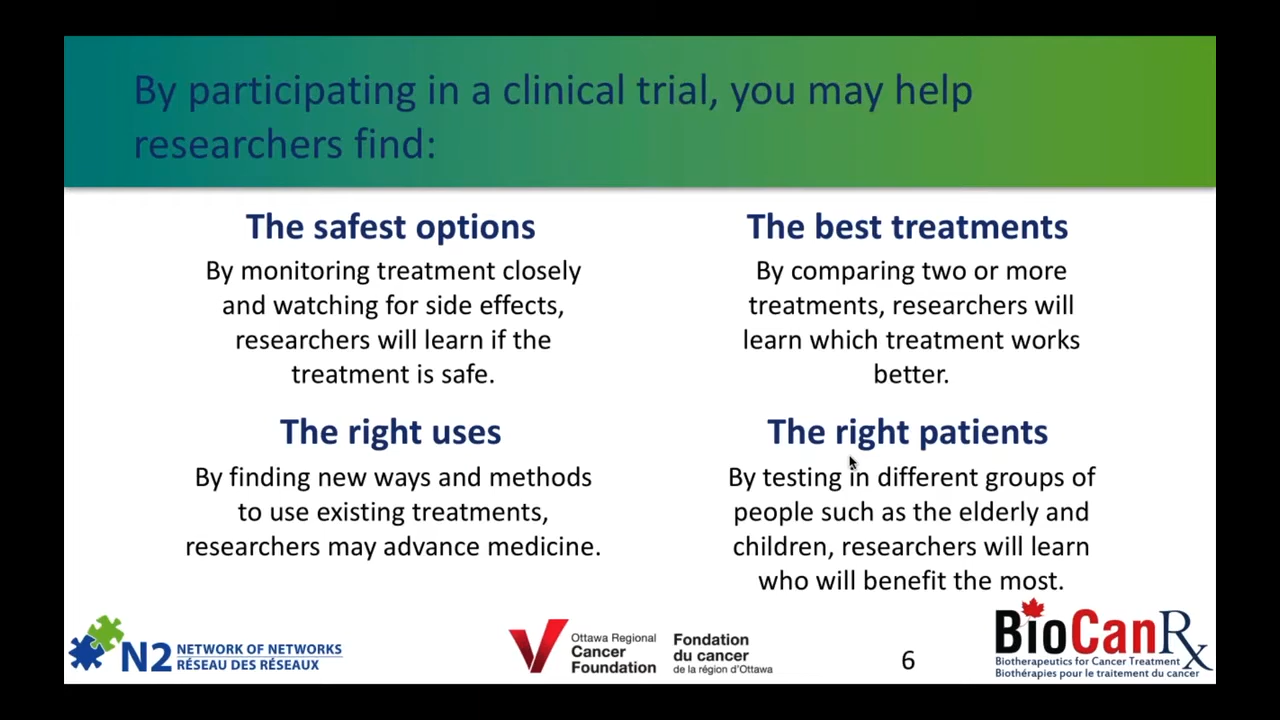 By participating in a clinical trial, you may help
researchers find:
The safest options
By monitoring treatment closely
and watching for side effects,
researchers will learn if the
treatment is safe.
The best treatments
By comparing two or more
treatments, researchers will
learn which treatment works
better.
The right uses
By finding new ways and methods
to use existing treatments,
researchers may advance medicine.
The right patients
By testing in different groups of
people such as the elderly and
children, researchers will learn
who will benefit the most.
N2 NETWORK OF NETWORKS
RÉSEAU DES RÉSEAUX
Ottawa Regional
Cancer
Foundation
Fondation
du cancer
de la région d'Ottawa
6
BioCanRx
Biotherapeutics for Cancer Treatment
Biothérapies pour le traitement du cancer